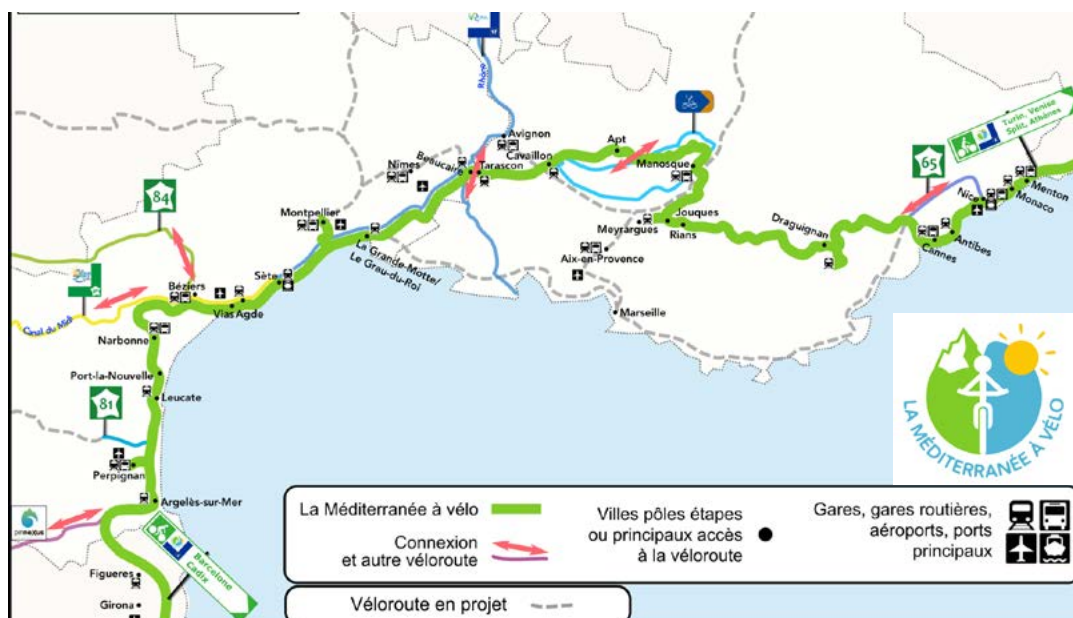 Rhône
Avignon
Nîmes
Beaucaire
Tarascon
Cavaillon
Apt
Manosque
Turin, Venise
Split, Athènes
65
Nice
Menton
Monaco
Antibes
Cannes
Draguignan
Jouques
Rians
Meyrargues
Aix-en-Provence
Marseille
84
Montpellier
La Grande-Motte/
Le Grau-du-Roi
Sète
Béziers
Vias
Agde
Canal du Midi
Narbonne
Port-la-Nouvelle
Leucate
81
Perpignan
Argelès-sur-Mer
Barcelone
Cadix
Figueres
Girona
LA MÉDITERRANÉE À VÉLO
La Méditerranée à vélo
Connexion
et autre véloroute
Villes pôles étapes
ou principaux accès
à la véloroute
Gares, gares routières,
aéroports, ports
principaux
Véloroute en projet